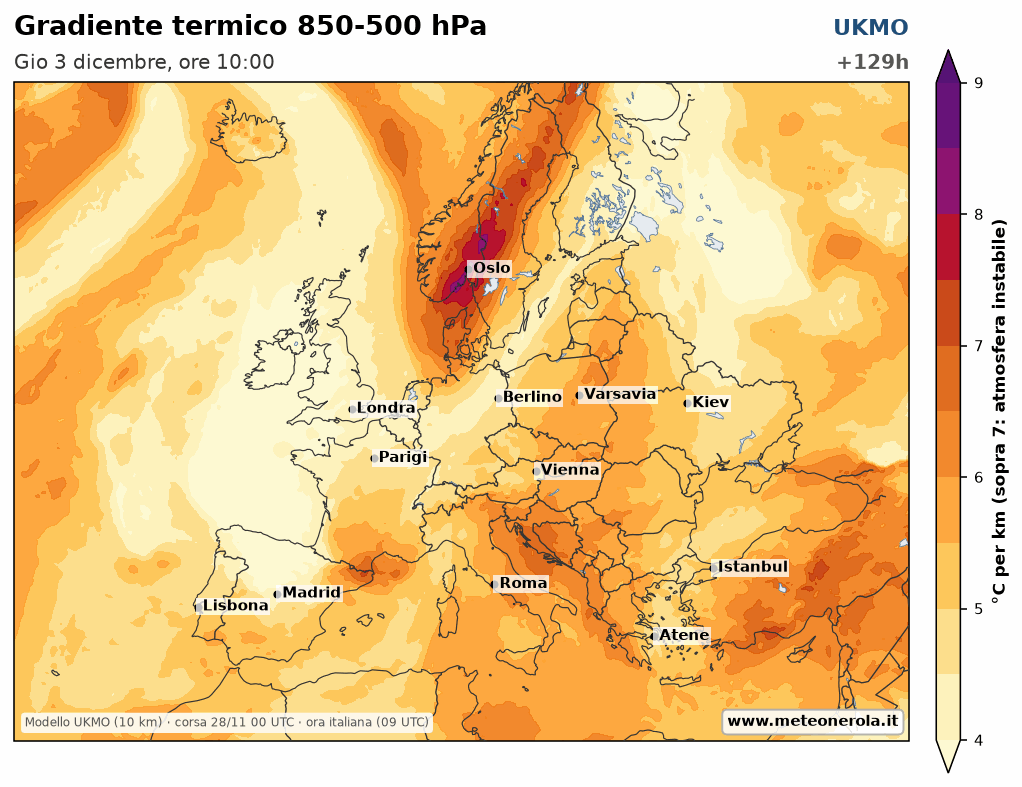 Gradiente termico 850-500 hPa
UKMO
Gio 3 dicembre, ore 10:00
+129h
9
8
7
6
5
4
°C per km (sopra 7: atmosfera instabile)
Oslo
Berlino
Varsavia
Kiev
Londra
Parigi
Vienna
Istanbul
Roma
Madrid
Lisbona
Atene
Modello UKMO (10 km) · corsa 28/11 00 UTC · ora italiana (09 UTC)
www.meteonerola.it